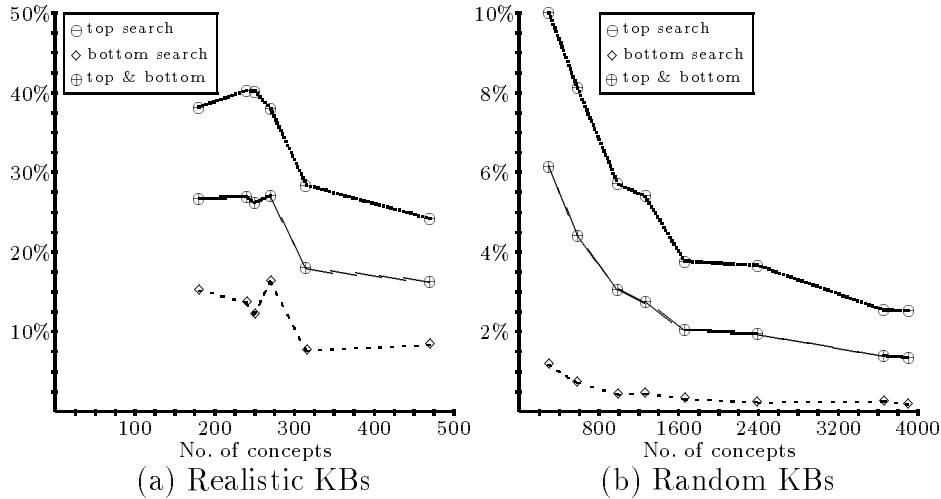 50%
40%
30%
20%
10%
top search
bottom search
top & bottom
100 200 300 400 500
No. of concepts
(a) Realistic KBs
10%
8%
6%
4%
2%
top search
bottom search
top & bottom
800 1600 2400 3200 4000
No. of concepts
(b) Random KBs